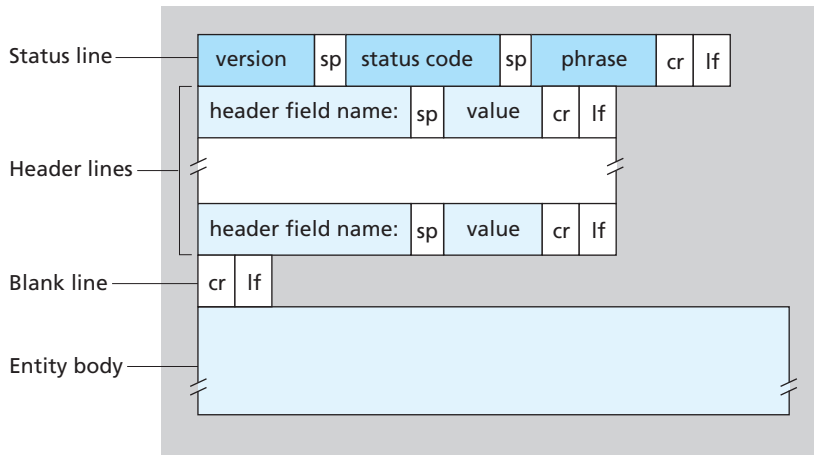 Status line version sp status code sp phrase cr lf
header field name: sp value cr lf
Header lines
header field name: sp value cr lf
Blank line cr lf
Entity body